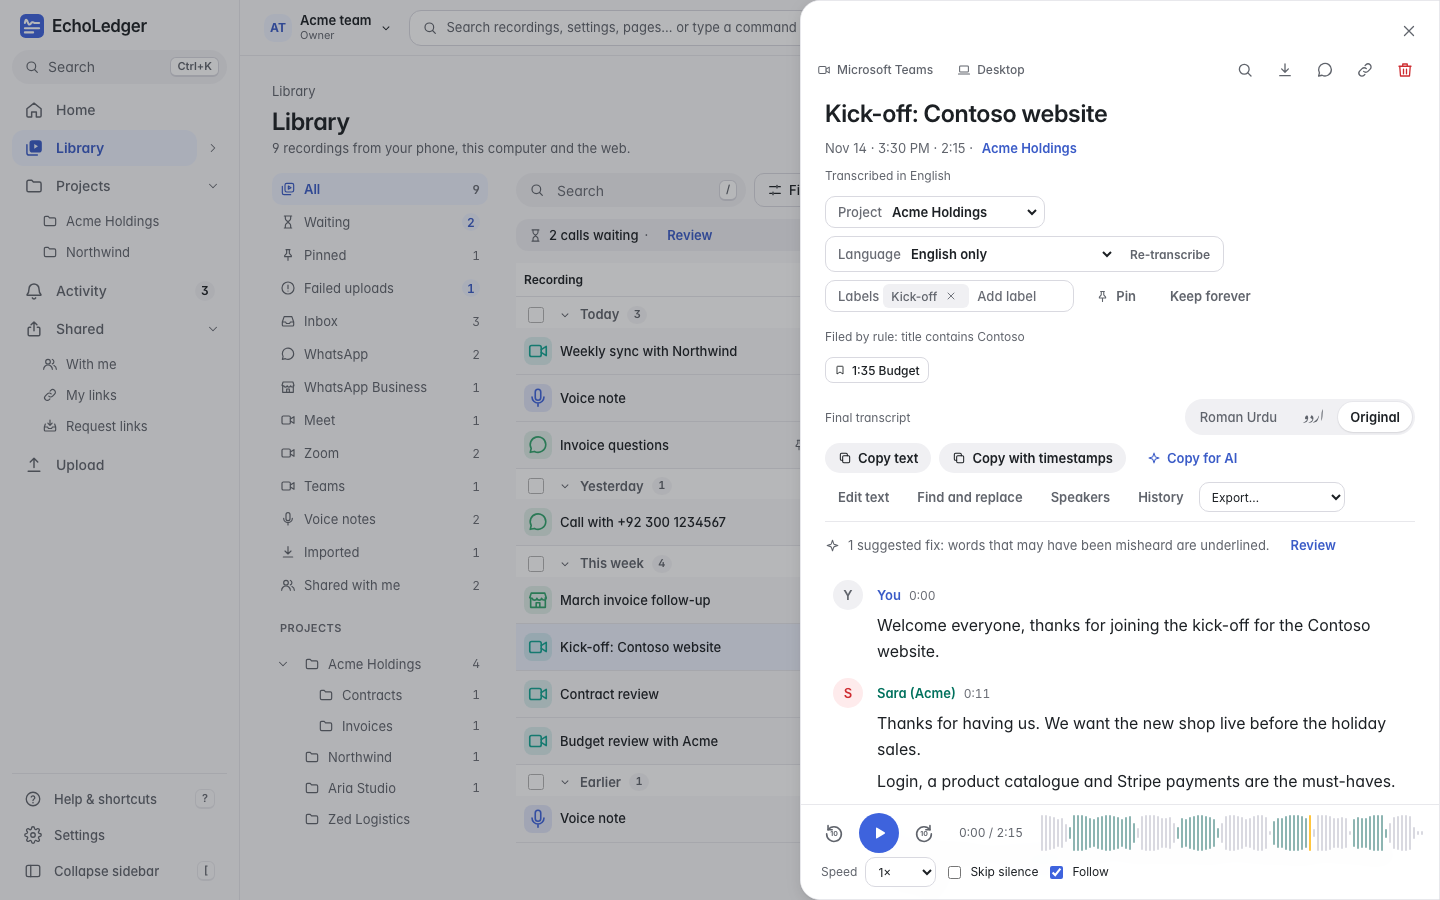 EchoLedger
Search Ctrl+K
Home
Library
Projects
Acme Holdings
Northwind
Activity 3
Shared
With me
My links
Request links
Upload
Help & shortcuts ?
Settings
Collapse sidebar [
AT Acme team
Owner
Search recordings, settings, pages... or type a command
Library
Library
9 recordings from your phone, this computer and the web.
All 9
Waiting 2
Pinned 1
Failed uploads 1
Inbox 3
WhatsApp 2
WhatsApp Business 1
Meet 2
Zoom 2
Teams 2
Voice notes 2
Imported 1
Shared with me 2
PROJECTS
Acme Holdings 4
Contracts 1
Invoices 1
Northwind 1
Aria Studio 1
Zed Logistics
Search / Fi
2 calls waiting · Review
Recording
Today 3
Weekly sync with Northwind
Voice note
Invoice questions
Yesterday 1
Call with +92 300 1234567
This week 4
March invoice follow-up
Kick-off: Contoso website
Contract review
Budget review with Acme
Earlier 1
Voice note
Microsoft Teams Desktop
Kick-off: Contoso website
Nov 14 · 3:30 PM · 2:15 · Acme Holdings
Transcribed in English
Project Acme Holdings
Language English only Re-transcribe
Labels Kick-off Add label Pin Keep forever
Filed by rule: title contains Contoso
1:35 Budget
Final transcript Roman Urdu اردو Original
Copy text Copy with timestamps Copy for AI
Edit text Find and replace Speakers History Export...
1 suggested fix: words that may have been misheard are underlined. Review
Y You 0:00
Welcome everyone, thanks for joining the kick-off for the Contoso
website.
S Sara (Acme) 0:11
Thanks for having us. We want the new shop live before the holiday
sales.
Login, a product catalogue and Stripe payments are the must-haves.
10 10 0:00 / 2:15
Speed 1× Skip silence Follow